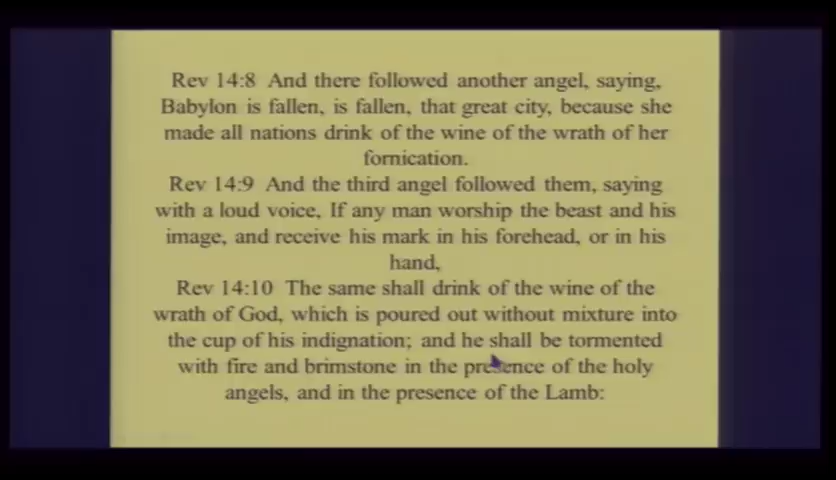 Rev 14:8 And there followed another angel, saying,
Babylon is fallen, is fallen, that great city, because she
made all nations drink of the wine of the wrath of her
fornication.
Rev 14:9 And the third angel followed them, saying
with a loud voice, If any man worship the beast and his
image, and receive his mark in his forehead, or in his
hand,
Rev 14:10 The same shall drink of the wine of the
wrath of God, which is poured out without mixture into
the cup of his indignation; and he shall be tormented
with fire and brimstone in the presence of the holy
angels, and in the presence of the Lamb: